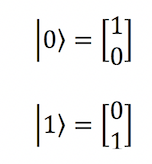 |0⟩ = [1 0]
|1⟩ = [0 1]